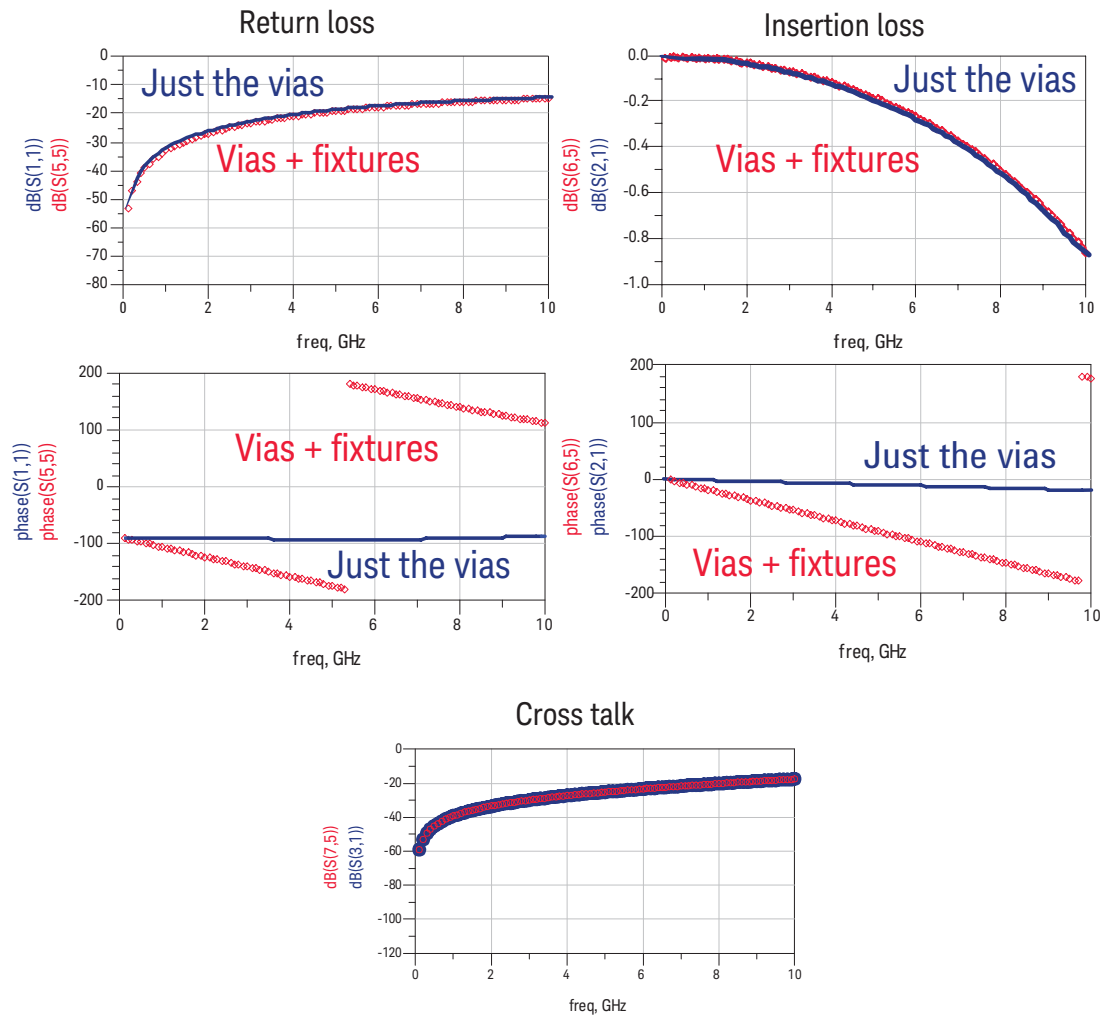 Return loss
Insertion loss
0
-10
-20
-30
-40
-50
-60
-70
-80
dB(S(1,1))
dB(S(5,5))
Just the vias
Vias + fixtures
0 2 4 6 8 10
freq, GHz
0.0
-0.2
-0.4
-0.6
-0.8
-1.0
dB(S(6,5))
dB(S(2,1))
Just the vias
Vias + fixtures
0 2 4 6 8 10
freq, GHz
200
100
0
-100
-200
phase(S(1,1))
phase(S(5,5))
Vias + fixtures
Just the vias
0 2 4 6 8 10
freq, GHz
200
100
0
-100
-200
phase(S(6,5))
phase(S(2,1))
Just the vias
Vias + fixtures
0 2 4 6 8 10
freq, GHz
Cross talk
0
-20
-40
-60
-80
-100
-120
dB(S(7,5))
dB(S(3,1))
0 2 4 6 8 10
freq, GHz